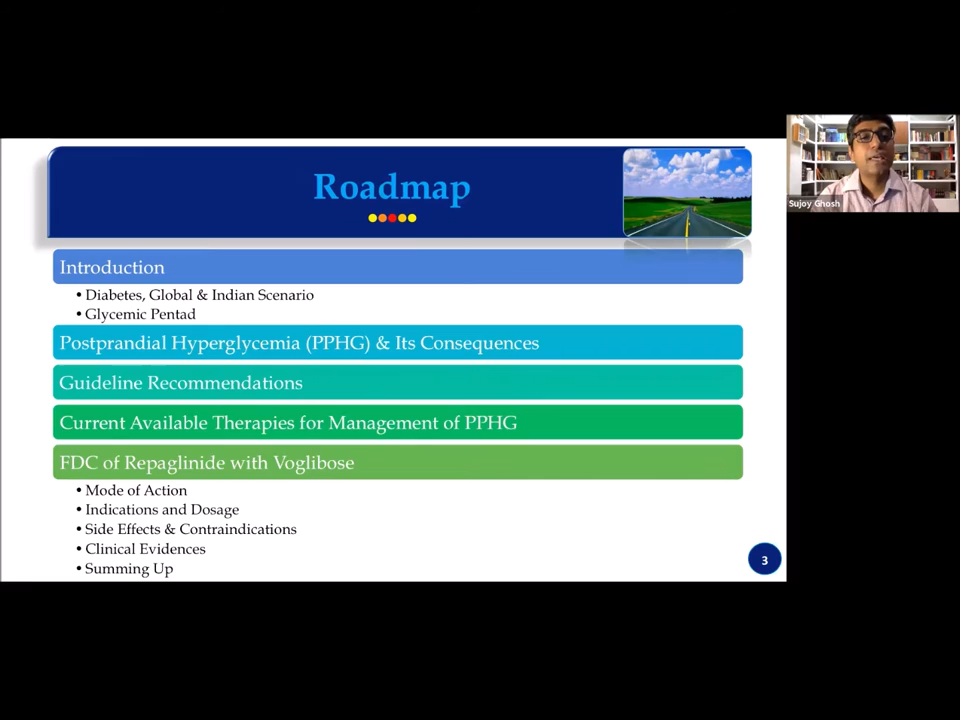 Roadmap
Sujoy Ghosh
Introduction
• Diabetes, Global & Indian Scenario
• Glycemic Pentad
Postprandial Hyperglycemia (PPHG) & Its Consequences
Guideline Recommendations
Current Available Therapies for Management of PPHG
FDC of Repaglinide with Voglibose
• Mode of Action
• Indications and Dosage
• Side Effects & Contraindications
• Clinical Evidences
• Summing Up
3